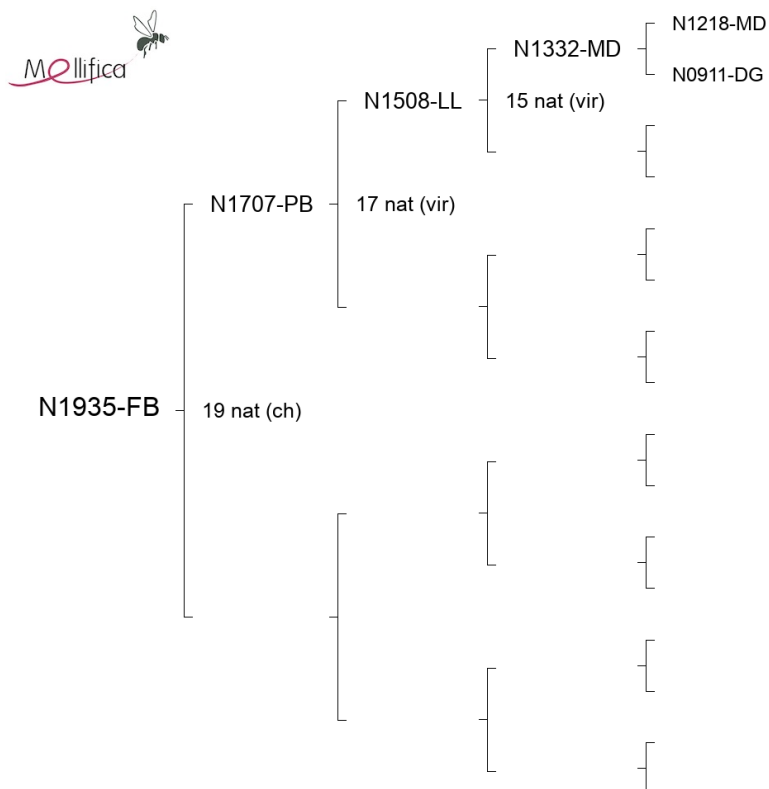 Mellifica
N1218-MD
N1332-MD
N0911-DG
N1508-LL
15 nat (vir)
N1707-PB
17 nat (vir)
N1935-FB
19 nat (ch)